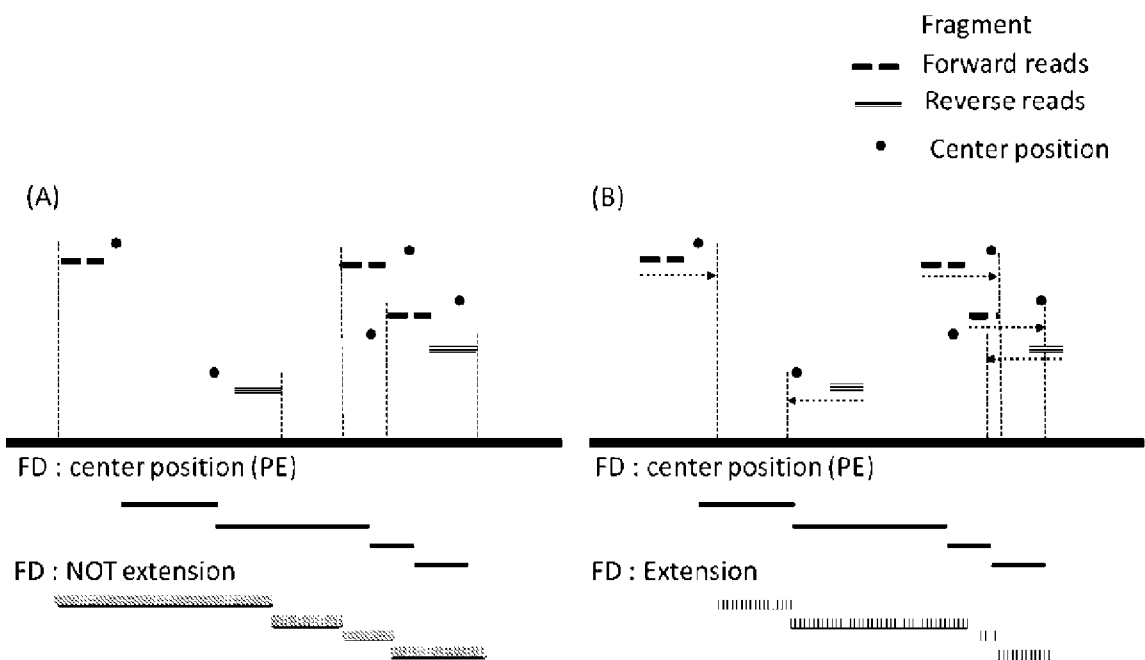 Fragment
Forward reads
Reverse reads
Center position
(A)
(B)
FD : center position (PE)
FD : center position (PE)
FD : NOT extension
FD : Extension